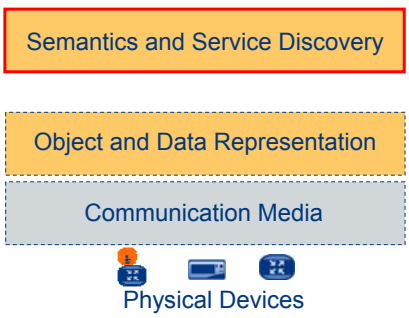 Semantics and Service Discovery
Object and Data Representation
Communication Media
Physical Devices